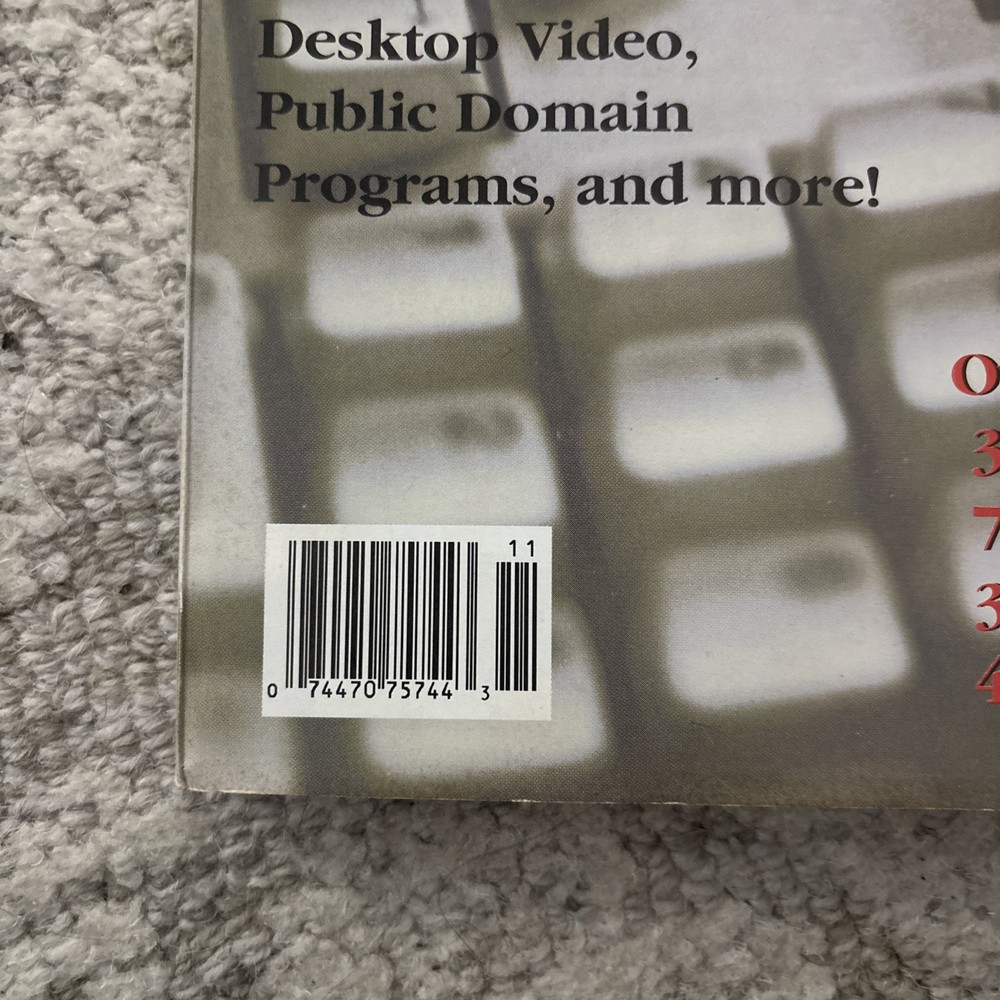 Desktop Video,
Public Domain
Programs, and more!
3
7
3
4
11
0 74470 75744 3